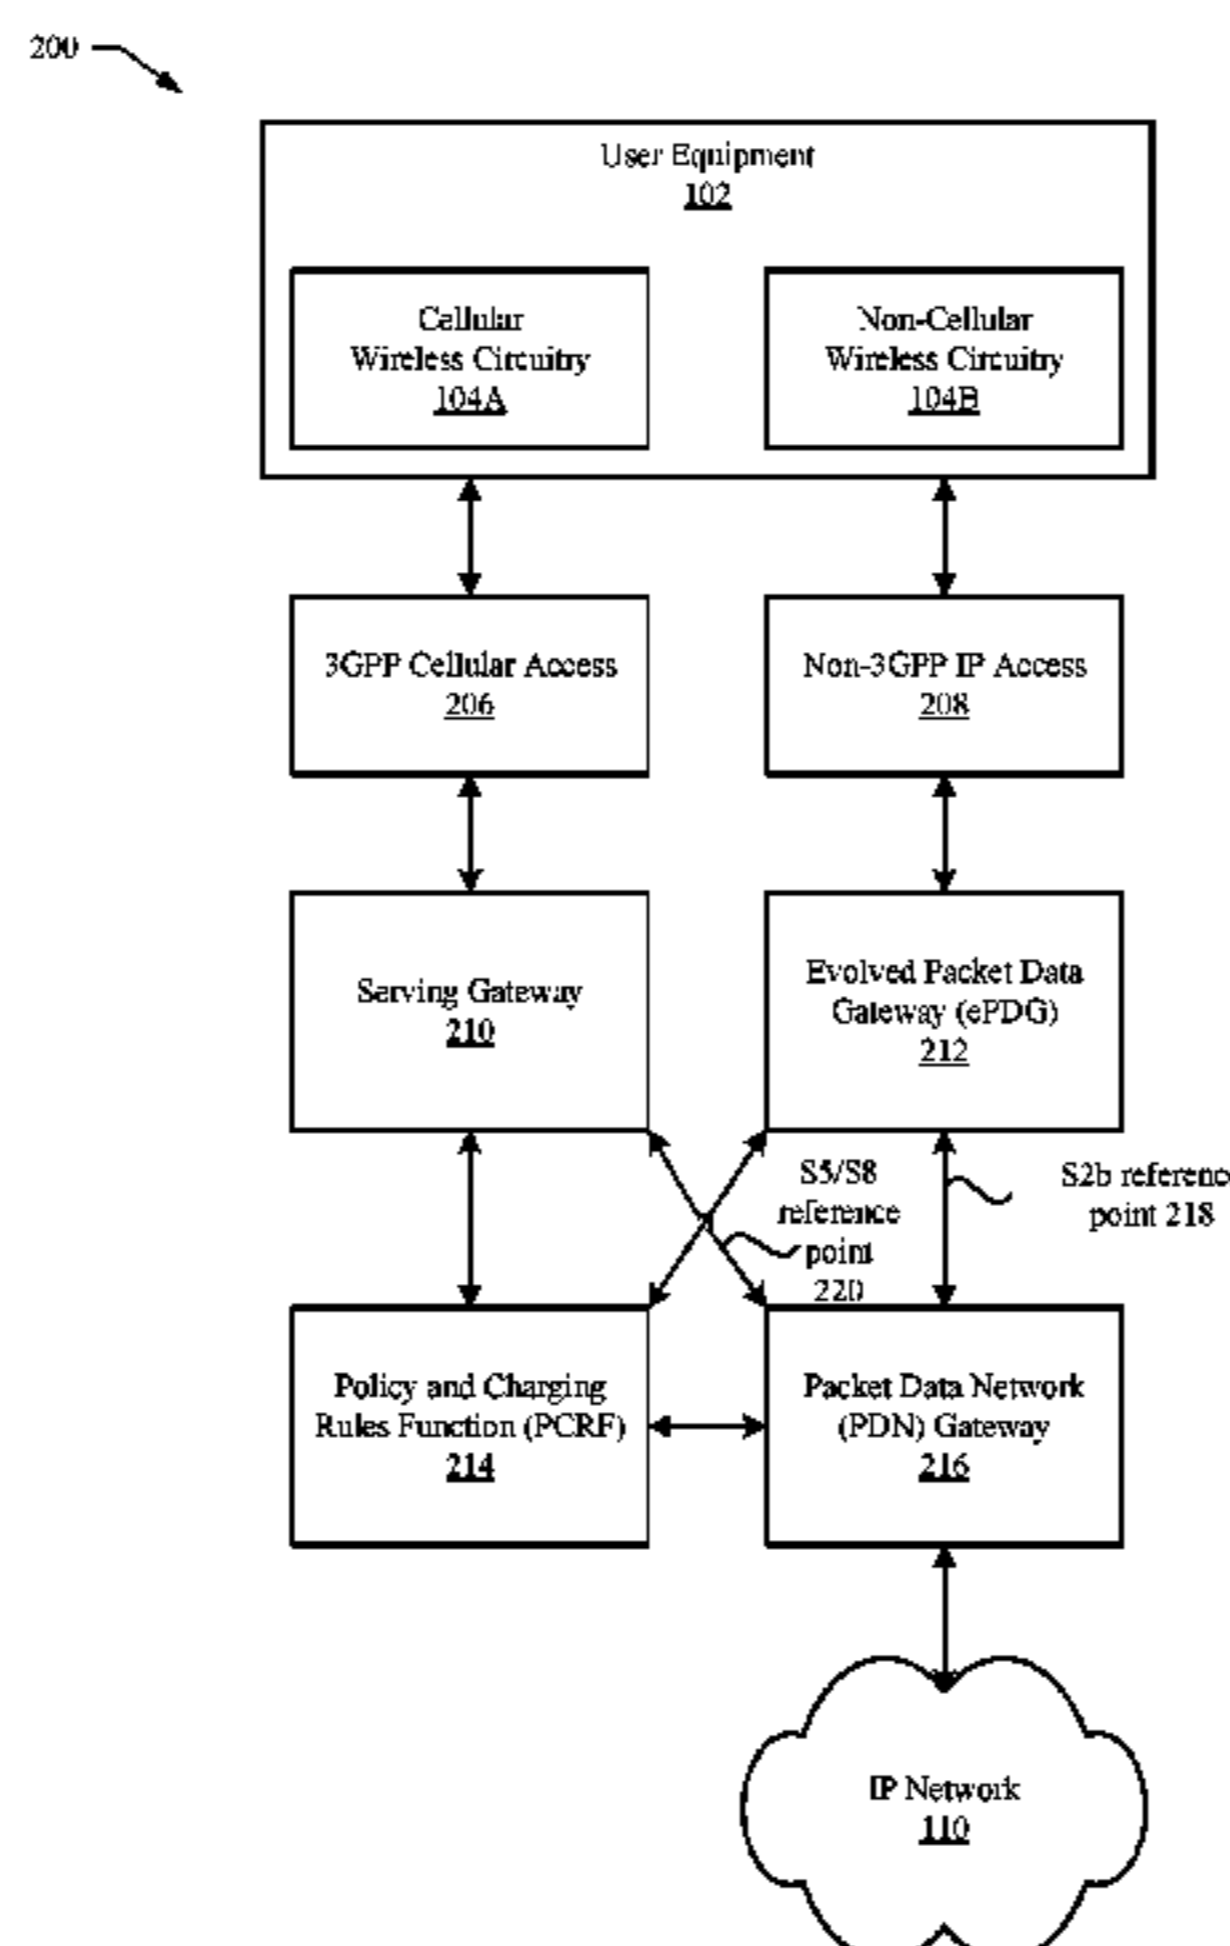 200
User Equipment
102
Cellular
Wireless Circuitry
104A
Non-Cellular
Wireless Circuitry
104B
3GPP Cellular Access
206
Non-3GPP IP Access
208
Serving Gateway
210
Evolved Packet Data
Gateway (ePDG)
212
S5/S8
reference
point
220
S2b referenc
point 218
Policy and Charging
Rules Function (PCRF)
214
Packet Data Network
(PDN) Gateway
216
IP Network
110